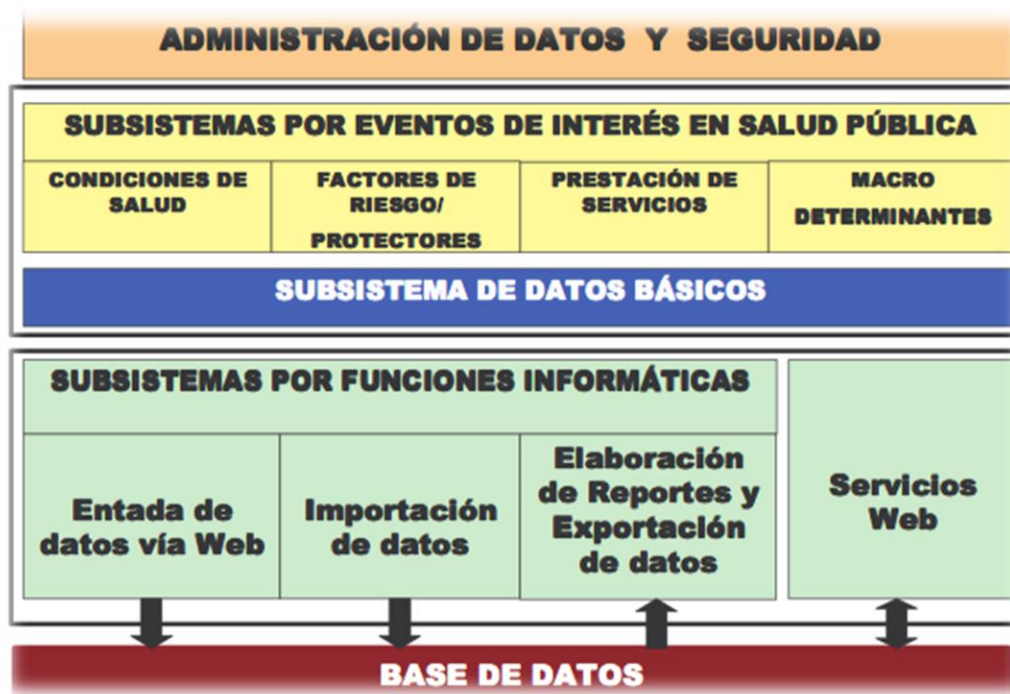 ADMINISTRACIÓN DE DATOS Y SEGURIDAD
SUBSISTEMAS POR EVENTOS DE INTERÉS EN SALUD PÚBLICA
CONDICIONES DE
SALUD
FACTORES DE
RIESGO/
PROTECTORES
PRESTACIÓN DE
SERVICIOS
MACRO
DETERMINANTES
SUBSISTEMA DE DATOS BÁSICOS
SUBSISTEMAS POR FUNCIONES INFORMÁTICAS
Entada de
datos vía Web
Importación
de datos
Elaboración
de Reportes y
Exportación
de datos
Servicios
Web
BASE DE DATOS